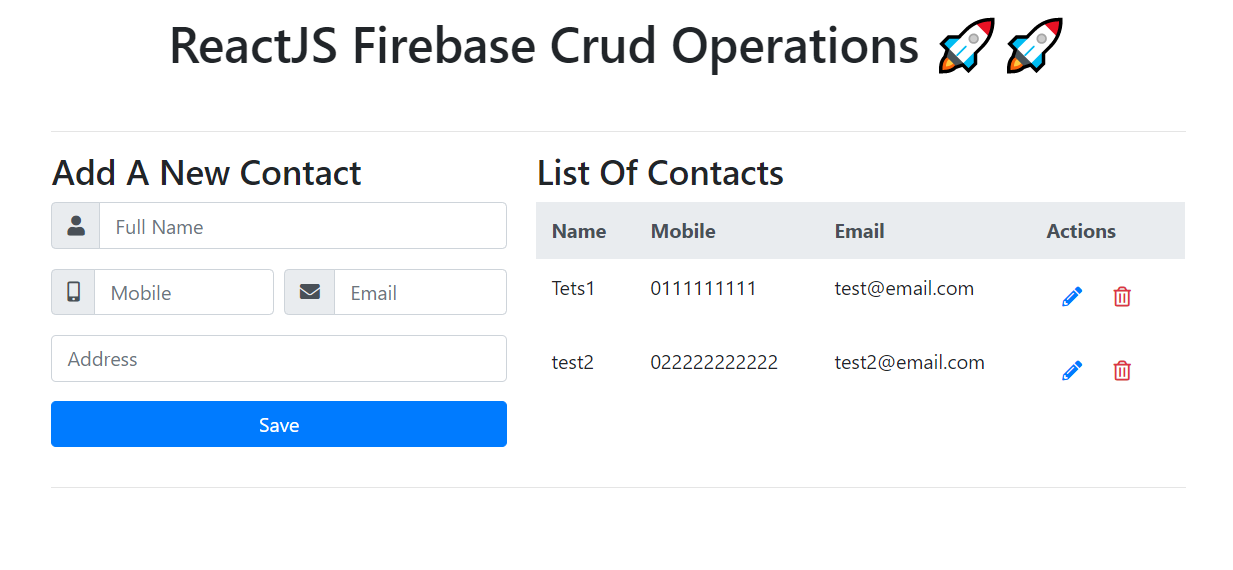 ReactJS Firebase Crud Operations 🚀 🚀
Add A New Contact
Full Name
Mobile Email
Address
Save
List Of Contacts
Name Mobile Email Actions
Tets1 0111111111 test@email.com
test2 022222222222 test2@email.com